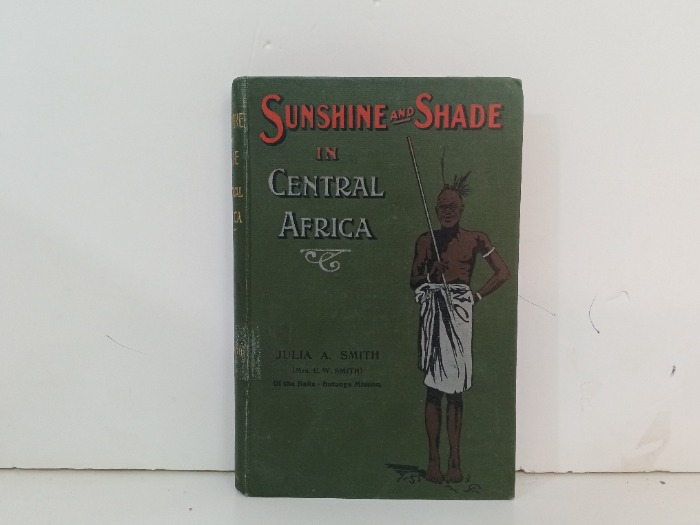 SUNSHINE AND SHADE
IN
CENTRAL
AFRICA
JULIA A. SMITH
(Mrs. E. W. SMITH)
Of the Baila - Batonga Mission